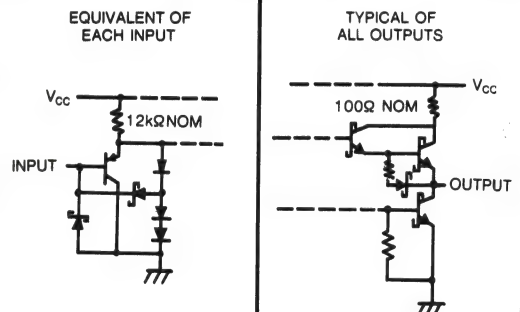 EQUIVALENT OF
EACH INPUT
VCC
12kΩ NOM
INPUT
TYPICAL OF
ALL OUTPUTS
VCC
100Ω NOM
OUTPUT